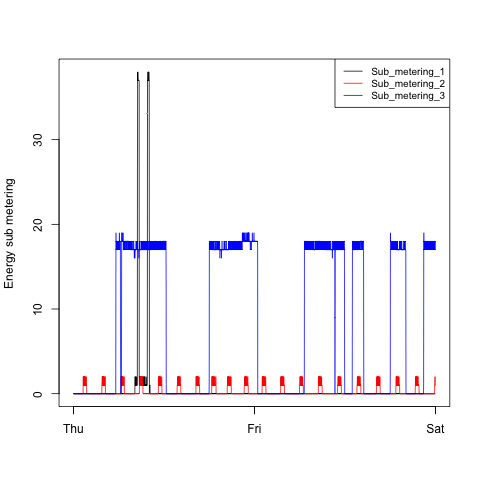 Sub_metering_1
Sub_metering_2
Sub_metering_3
Energy sub metering
30
20
10
0
Thu
Fri
Sat